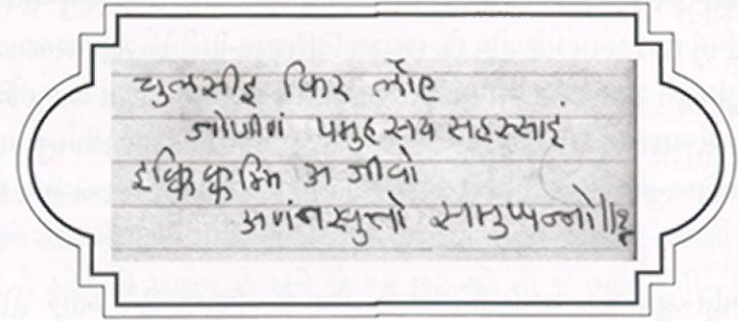 चुलसीइ किर लोए
जोणीणं पमुह सय सहस्साइं
इक्किक्कम्मि अ जीवो
अणंतखुत्तो समुप्पन्नो॥